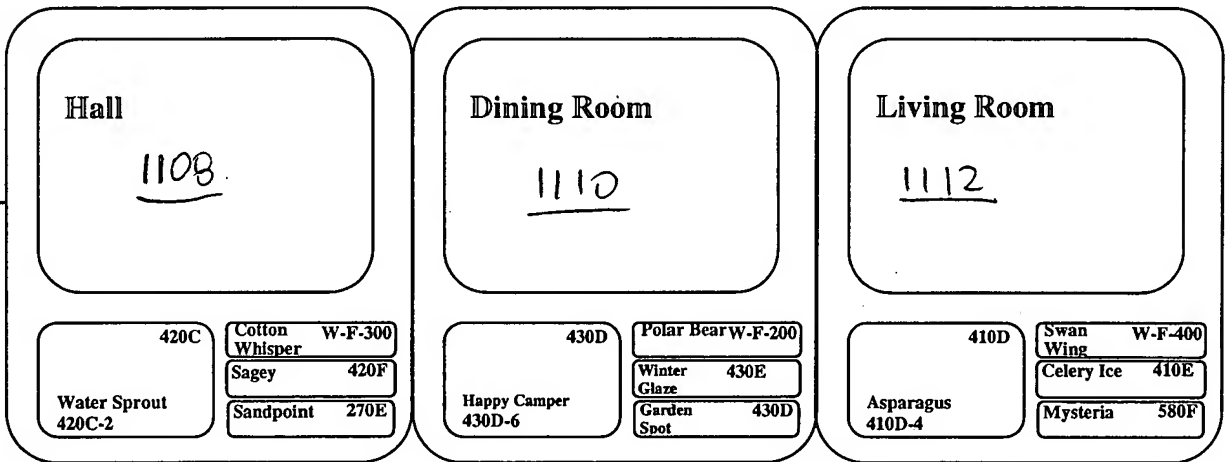 Hall
1108
420C
Water Sprout
420C-2
Cotton W-F-300
Whisper
Sagey 420F
Sandpoint 270E
Dining Room
1110
430D
Happy Camper
430D-6
Polar Bear W-F-200
Winter 430E
Glaze
Garden 430D
Spot
Living Room
1112
410D
Asparagus
410D-4
Swan W-F-400
Wing
Celery Ice 410E
Mysteria 580F